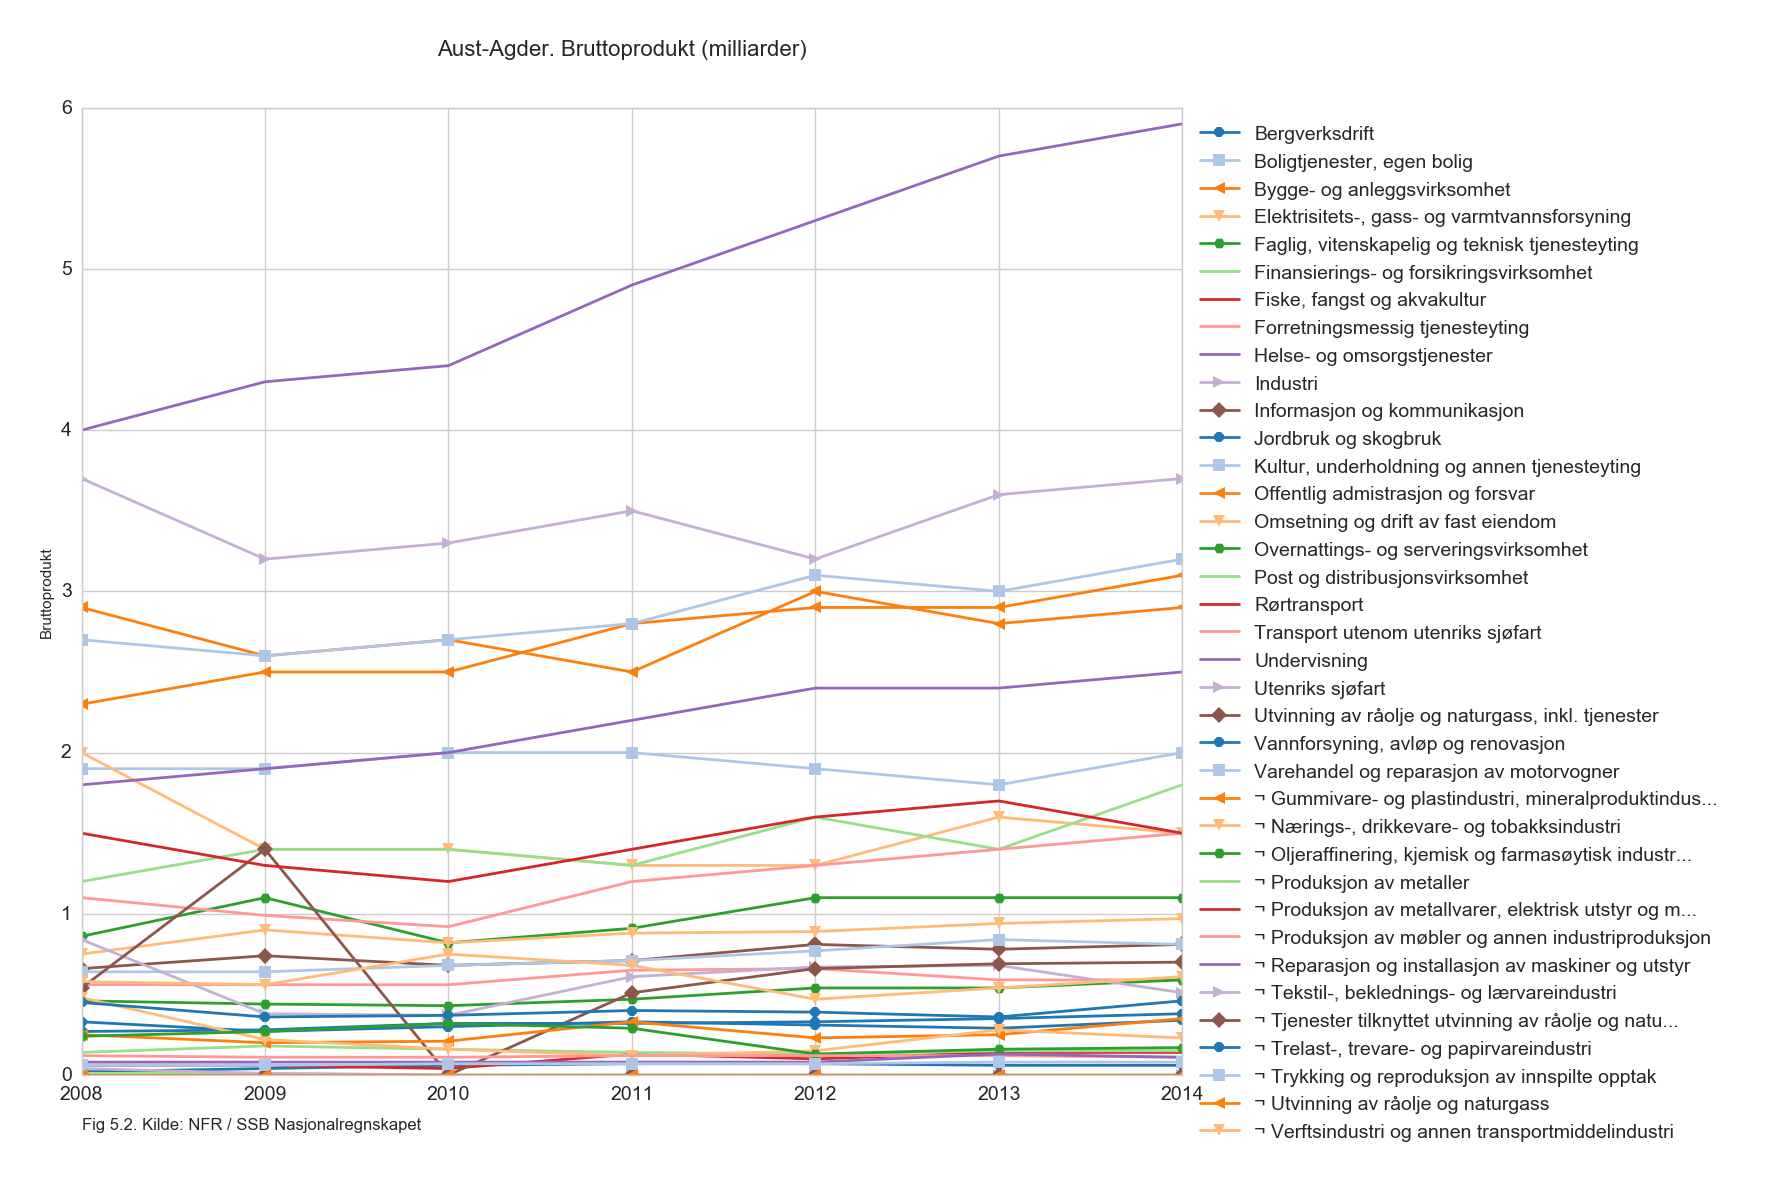 Aust-Agder. Bruttoprodukt (milliarder)
6
5
4
3
2
1
0
Bruttoprodukt
2008 2009 2010 2011 2012 2013 2014
Fig 5.2. Kilde: NFR / SSB Nasjonalregnskapet
Bergverksdrift
Boligtjenester, egen bolig
Bygge- og anleggsvirksomhet
Elektrisitets-, gass- og varmtvannsforsyning
Faglig, vitenskapelig og teknisk tjenesteyting
Finansierings- og forsikringsvirksomhet
Fiske, fangst og akvakultur
Forretningsmessig tjenesteyting
Helse- og omsorgstjenester
Industri
Informasjon og kommunikasjon
Jordbruk og skogbruk
Kultur, underholdning og annen tjenesteyting
Offentlig admistrasjon og forsvar
Omsetning og drift av fast eiendom
Overnattings- og serveringsvirksomhet
Post og distribusjonsvirksomhet
Rørtransport
Transport utenom utenriks sjøfart
Undervisning
Utenriks sjøfart
Utvinning av råolje og naturgass, inkl. tjenester
Vannforsyning, avløp og renovasjon
Varehandel og reparasjon av motorvogner
¬ Gummivare- og plastindustri, mineralproduktindus...
¬ Nærings-, drikkevare- og tobakksindustri
¬ Oljeraffinering, kjemisk og farmasøytisk industr...
¬ Produksjon av metaller
¬ Produksjon av metallvarer, elektrisk utstyr og m...
¬ Produksjon av møbler og annen industriproduksjon
¬ Reparasjon og installasjon av maskiner og utstyr
¬ Tekstil-, beklednings- og lærvareindustri
¬ Tjenester tilknyttet utvinning av råolje og natu...
¬ Trelast-, trevare- og papirvareindustri
¬ Trykking og reproduksjon av innspilte opptak
¬ Utvinning av råolje og naturgass
¬ Verftsindustri og annen transportmiddelindustri